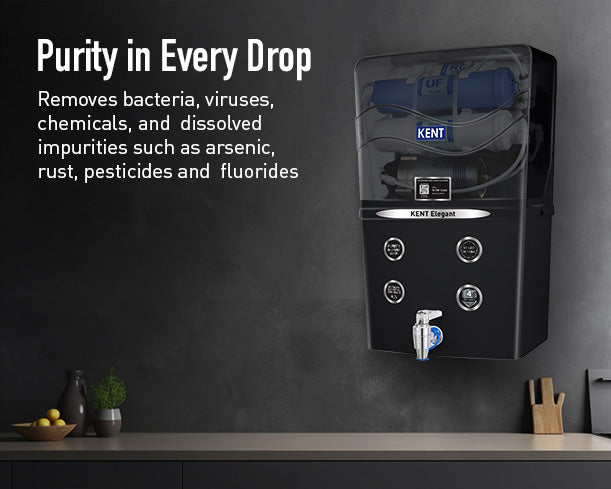 Purity in Every Drop
Removes bacteria, viruses,
chemicals, and dissolved
impurities such as arsenic,
rust, pesticides and fluorides
RO
UF
KENT
KENT Elegant